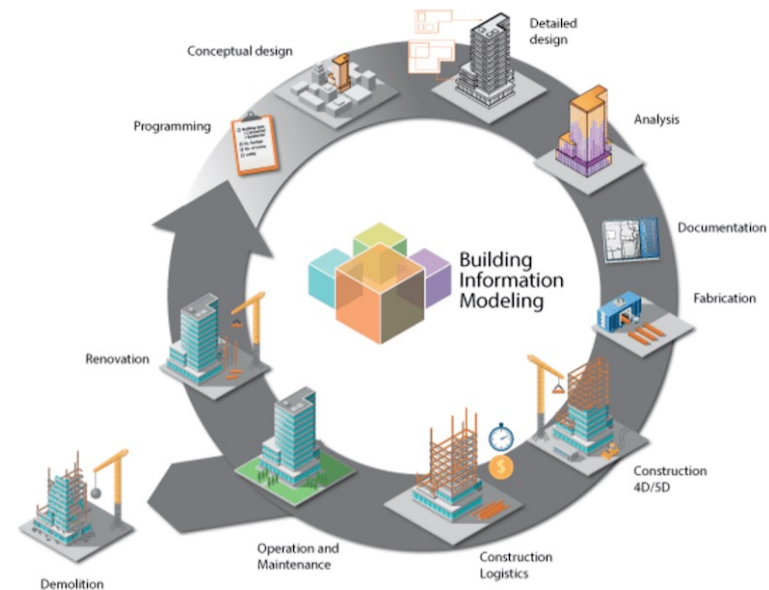 Detailed
design
Conceptual design
Programming
Analysis
Documentation
Building
Information
Modeling
Fabrication
Renovation
Construction
4D/5D
$
Operation and
Maintenance
Construction
Logistics
Demolition